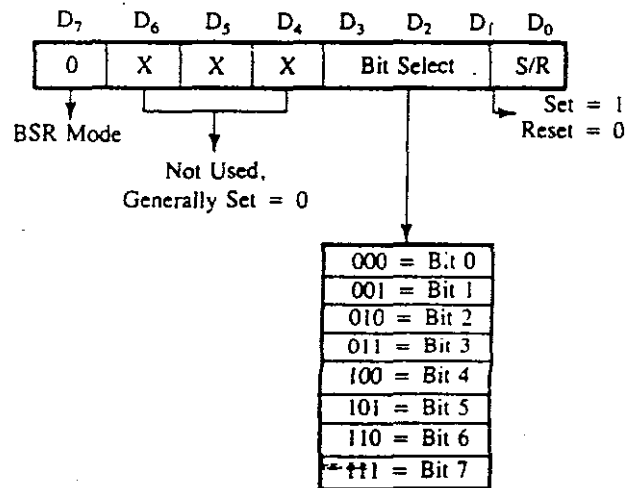 D7 D6 D5 D4 D3 D2 D1 D0
0 X X X Bit Select S/R
BSR Mode
Set = 1
Reset = 0
Not Used,
Generally Set = 0
000 = Bit 0
001 = Bit 1
010 = Bit 2
011 = Bit 3
100 = Bit 4
101 = Bit 5
110 = Bit 6
111 = Bit 7